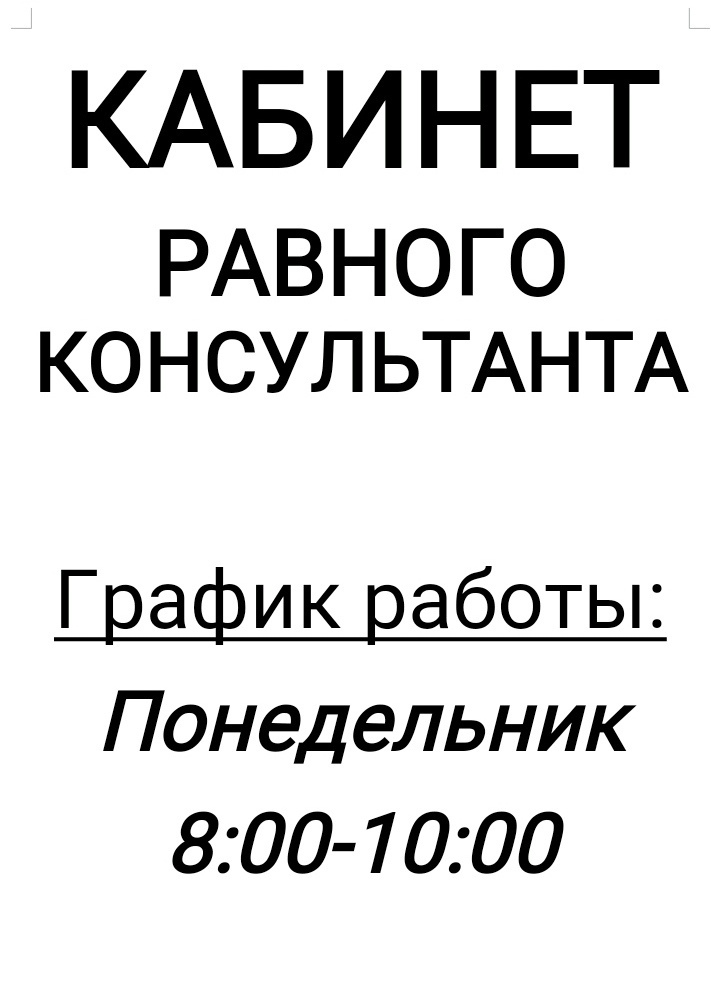 КАБИНЕТ
РАВНОГО
КОНСУЛЬТАНТА
График работы:
Понедельник
8:00-10:00